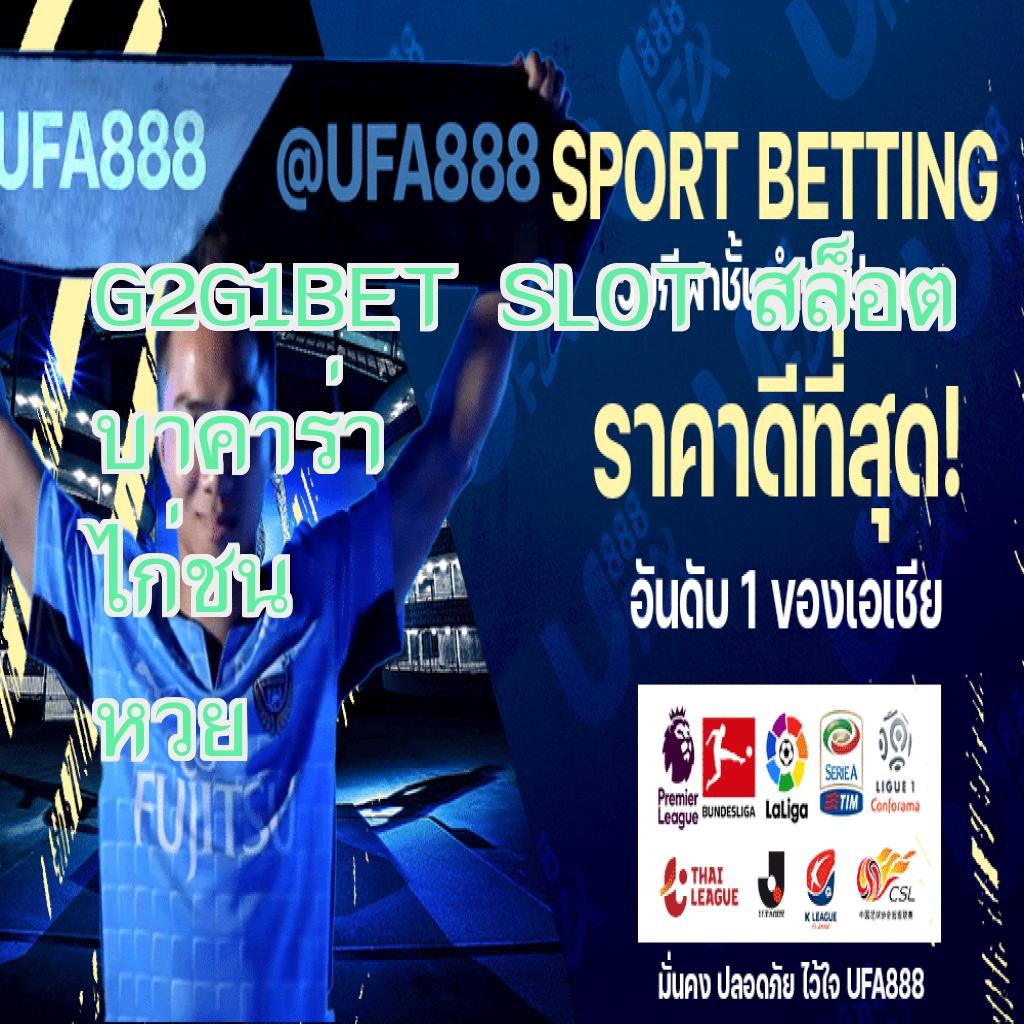 UFA888
@UFA888
SPORT BETTING
G2G1BET SLOT สล็อต
ราคาดีที่สุด!
บาคาร่า
ไก่ชน
อันดับ 1 ของเอเชีย
หวย
FUJITSU
Premier League
BUNDESLIGA
LaLiga
SERIE A
TIM
LIGUE 1
Conforama
THAI LEAGUE
J.LEAGUE
K LEAGUE
CSL
มั่นคง ปลอดภัย ไว้ใจ UFA888